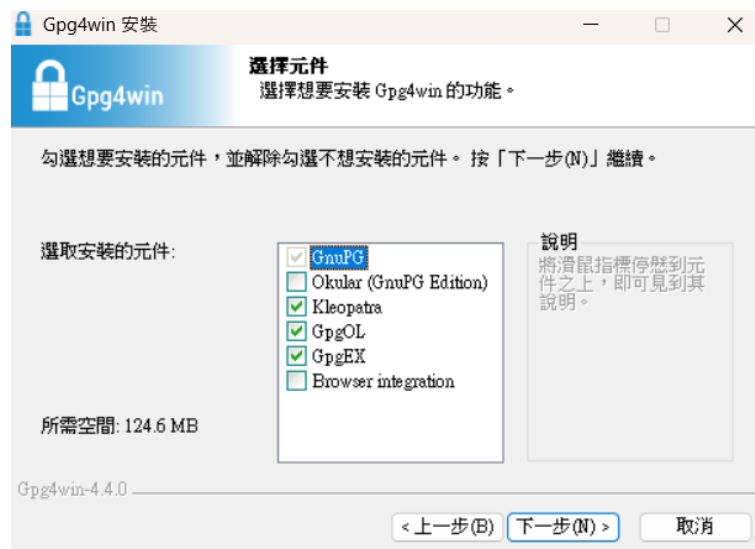 Gpg4win 安裝
Gpg4win
選擇元件
選擇想要安裝 Gpg4win 的功能。
勾選想要安裝的元件，並解除勾選不想安裝的元件。 按「下一步(N)」繼續。
選取安裝的元件:
GnuPG
Okular (GnuPG Edition)
Kleopatra
GpgOL
GpgEX
Browser integration
說明
將滑鼠指標停懸到元
件之上，即可見到其
說明。
所需空間: 124.6 MB
Gpg4win-4.4.0
< 上一步(B)
下一步(N) >
取消